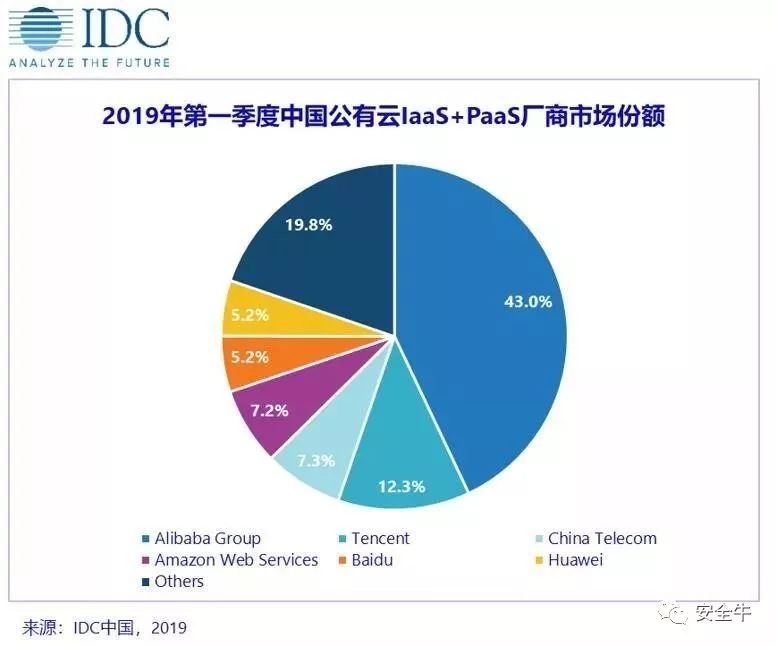 IDC
ANALYZE THE FUTURE
2019年第一季度中国公有云IaaS+PaaS厂商市场份额
19.8%
43.0%
5.2%
5.2%
7.2%
7.3%
12.3%
Alibaba Group Tencent China Telecom
Amazon Web Services Baidu Huawei
Others
安全牛
来源：IDC中国，2019